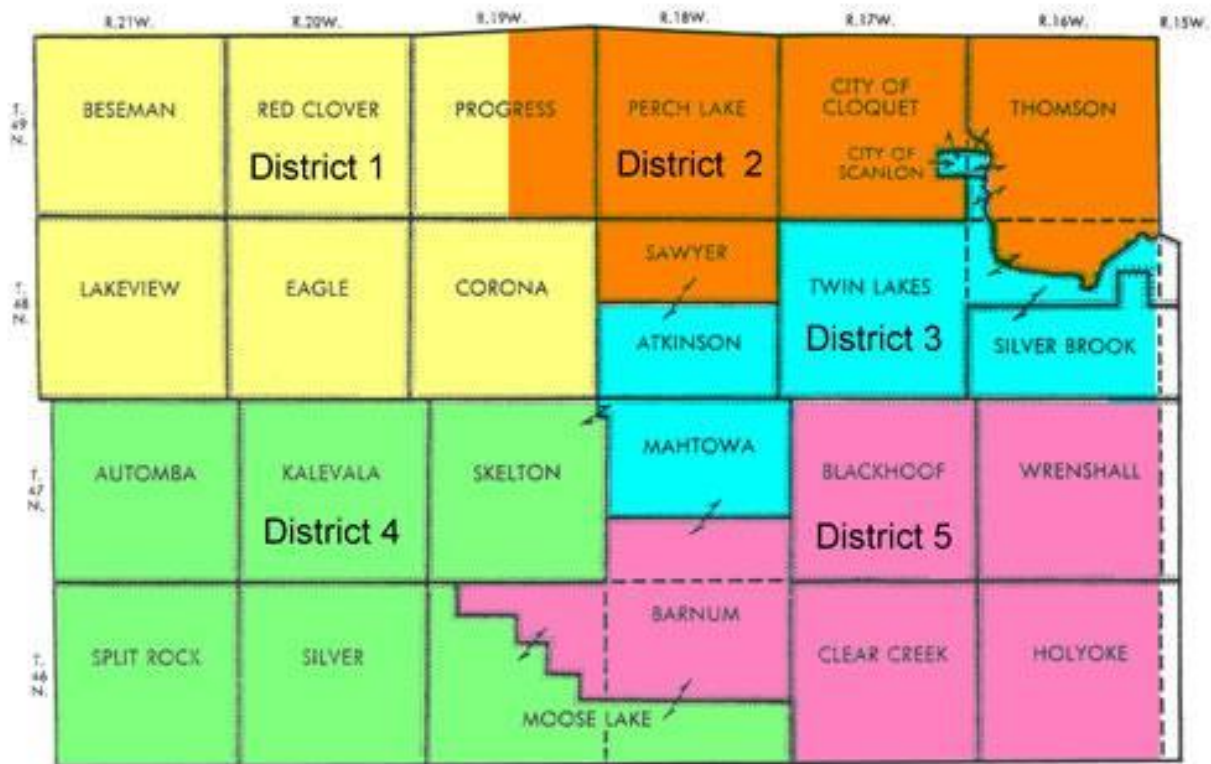 R.21W. R.20W. R.19W. R.18W. R.17W. R.16W. R.15W.
T.
49
N.
BESEMAN
RED CLOVER
PROGRESS
PERCH LAKE
CITY OF
CLOQUET
THOMSON
District 1
District 2
CITY OF
SCANLON
T.
48
N.
LAKEVIEW
EAGLE
CORONA
SAWYER
TWIN LAKES
ATKINSON
District 3
SILVER BROOK
T.
47
N.
AUTOMBA
KALEVALA
SKELTON
MAHTOWA
BLACKHOOF
WRENSHALL
District 4
District 5
T.
46
N.
SPLIT ROCK
SILVER
BARNUM
CLEAR CREEK
HOLYOKE
MOOSE LAKE